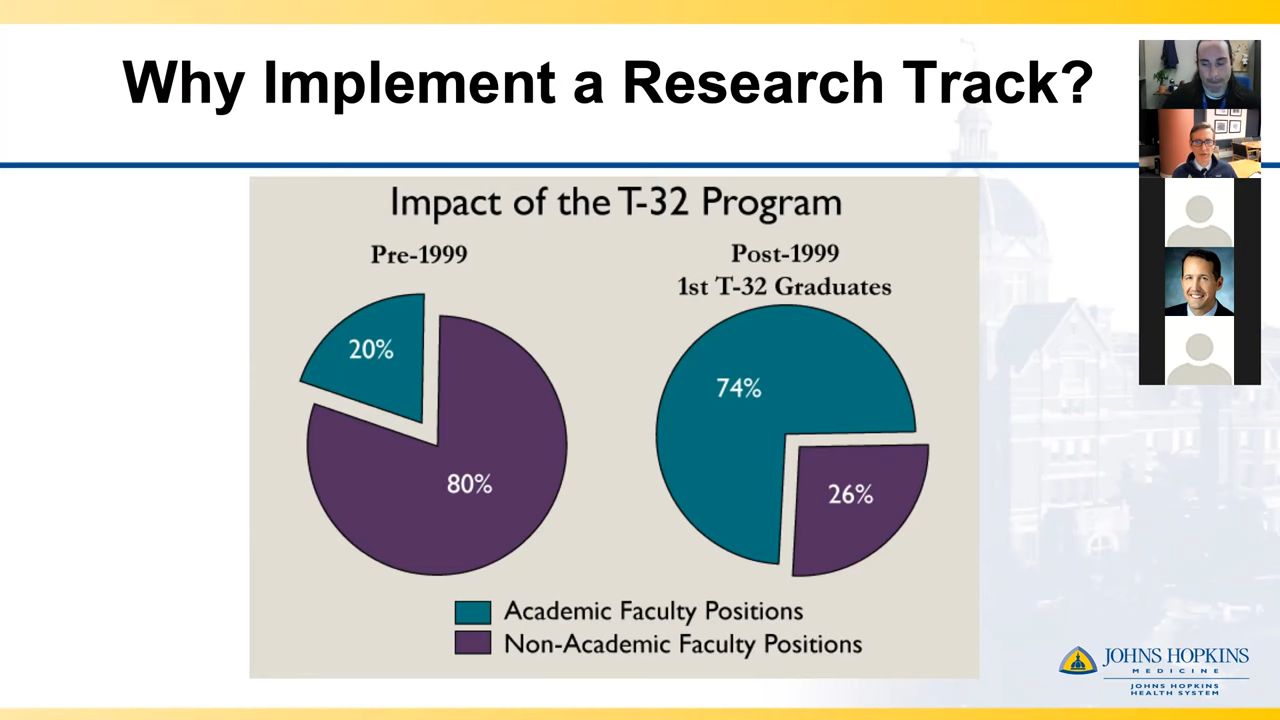 Why Implement a Research Track?
Impact of the T-32 Program
Pre-1999
Post-1999
1st T-32 Graduates
20%
80%
74%
26%
Academic Faculty Positions
Non-Academic Faculty Positions
JOHNS HOPKINS
MEDICINE
JOHNS HOPKINS
HEALTH SYSTEM